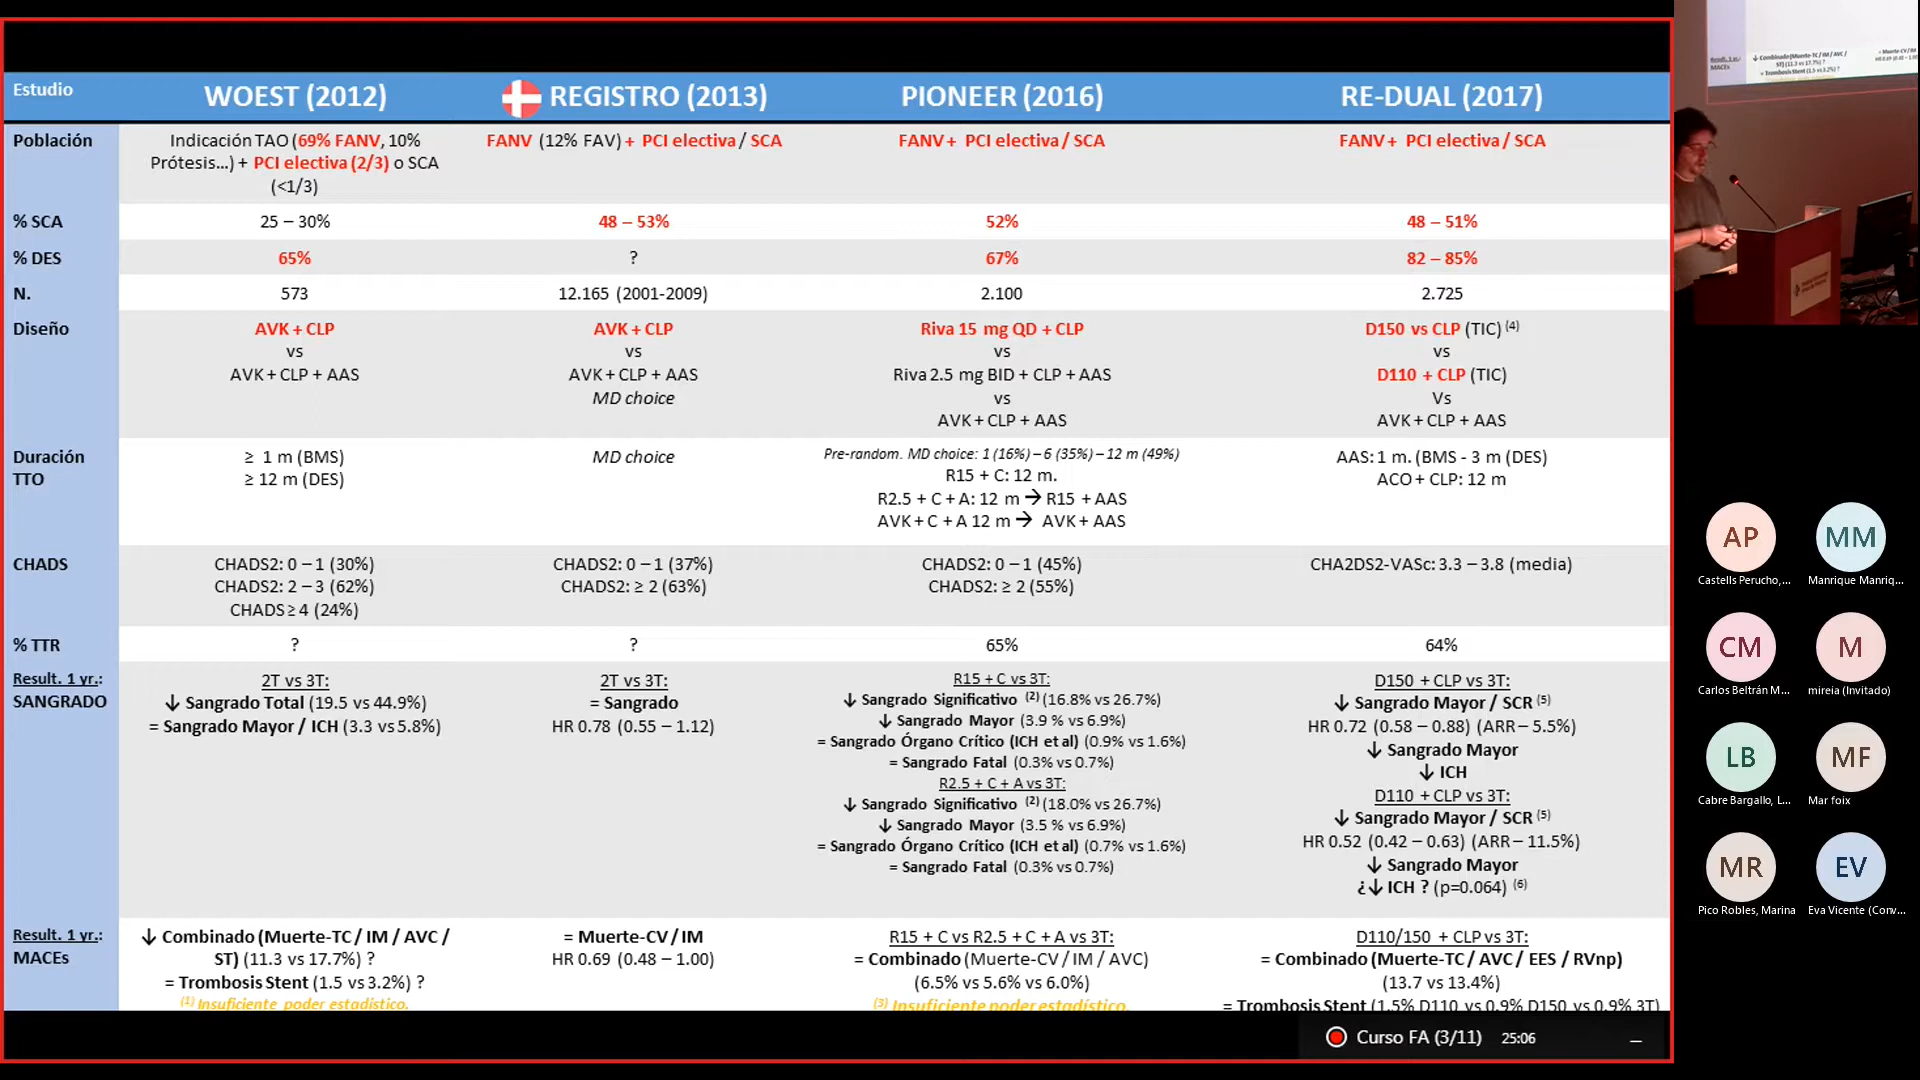 Estudio
WOEST (2012)
REGISTRO (2013)
PIONEER (2016)
RE-DUAL (2017)
Población
Indicación TAO (69% FANV, 10%
Prótesis...) + PCI electiva (2/3) o SCA
(<1/3)
FANV (12% FAV) + PCI electiva / SCA
FANV + PCI electiva / SCA
FANV + PCI electiva / SCA
% SCA
25 – 30%
48 – 53%
52%
48 – 51%
% DES
65%
?
67%
82 – 85%
N.
573
12.165 (2001-2009)
2.100
2.725
Diseño
AVK + CLP
vs
AVK + CLP + AAS
AVK + CLP
vs
AVK + CLP + AAS
MD choice
Riva 15 mg QD + CLP
vs
Riva 2.5 mg BID + CLP + AAS
vs
AVK + CLP + AAS
D150 vs CLP (TIC) (4)
vs
D110 + CLP (TIC)
Vs
AVK + CLP + AAS
Duración
TTO
≥ 1 m (BMS)
≥ 12 m (DES)
MD choice
Pre-random. MD choice: 1 (16%) – 6 (35%) – 12 m (49%)
R15 + C: 12 m.
R2.5 + C + A: 12 m → R15 + AAS
AVK + C + A 12 m → AVK + AAS
AAS: 1 m. (BMS - 3 m (DES)
ACO + CLP: 12 m
CHADS
CHADS2: 0 – 1 (30%)
CHADS2: 2 – 3 (62%)
CHADS ≥ 4 (24%)
CHADS2: 0 – 1 (37%)
CHADS2: ≥ 2 (63%)
CHADS2: 0 – 1 (45%)
CHADS2: ≥ 2 (55%)
CHA2DS2-VASc: 3.3 – 3.8 (media)
% TTR
?
?
65%
64%
Result. 1 yr.:
SANGRADO
2T vs 3T:
↓ Sangrado Total (19.5 vs 44.9%)
= Sangrado Mayor / ICH (3.3 vs 5.8%)
2T vs 3T:
= Sangrado
HR 0.78 (0.55 – 1.12)
R15 + C vs 3T:
↓ Sangrado Significativo (2) (16.8% vs 26.7%)
↓ Sangrado Mayor (3.9 % vs 6.9%)
= Sangrado Órgano Crítico (ICH et al) (0.9% vs 1.6%)
= Sangrado Fatal (0.3% vs 0.7%)
R2.5 + C + A vs 3T:
↓ Sangrado Significativo (2) (18.0% vs 26.7%)
↓ Sangrado Mayor (3.5 % vs 6.9%)
= Sangrado Órgano Crítico (ICH et al) (0.7% vs 1.6%)
= Sangrado Fatal (0.3% vs 0.7%)
D150 + CLP vs 3T:
↓ Sangrado Mayor / SCR (5)
HR 0.72 (0.58 – 0.88) (ARR – 5.5%)
↓ Sangrado Mayor
↓ ICH
D110 + CLP vs 3T:
↓ Sangrado Mayor / SCR (5)
HR 0.52 (0.42 – 0.63) (ARR – 11.5%)
↓ Sangrado Mayor
¿↓ ICH ? (p=0.064) (6)
Result. 1 yr.:
MACEs
↓ Combinado (Muerte-TC / IM / AVC /
ST) (11.3 vs 17.7%) ?
= Trombosis Stent (1.5 vs 3.2%) ?
(1) Insuficiente poder estadístico.
= Muerte-CV / IM
HR 0.69 (0.48 – 1.00)
R15 + C vs R2.5 + C + A vs 3T:
= Combinado (Muerte-CV / IM / AVC)
(6.5% vs 5.6% vs 6.0%)
(3) Insuficiente poder estadístico.
D110/150 + CLP vs 3T:
= Combinado (Muerte-TC / AVC / EES / RVnp)
(13.7 vs 13.4%)
= Trombosis Stent (1.5% D110 vs 0.9% D150 vs 0.9% 3T)
Curso FA (3/11) 25:06
AP
Castells Perucho,...
MM
Manrique Manriq...
CM
Carlos Beltrán M...
M
mireia (Invitado)
LB
Cabre Bargallo, L...
MF
Mar foix
MR
Pico Robles, Marina
EV
Eva Vicente (Conv...